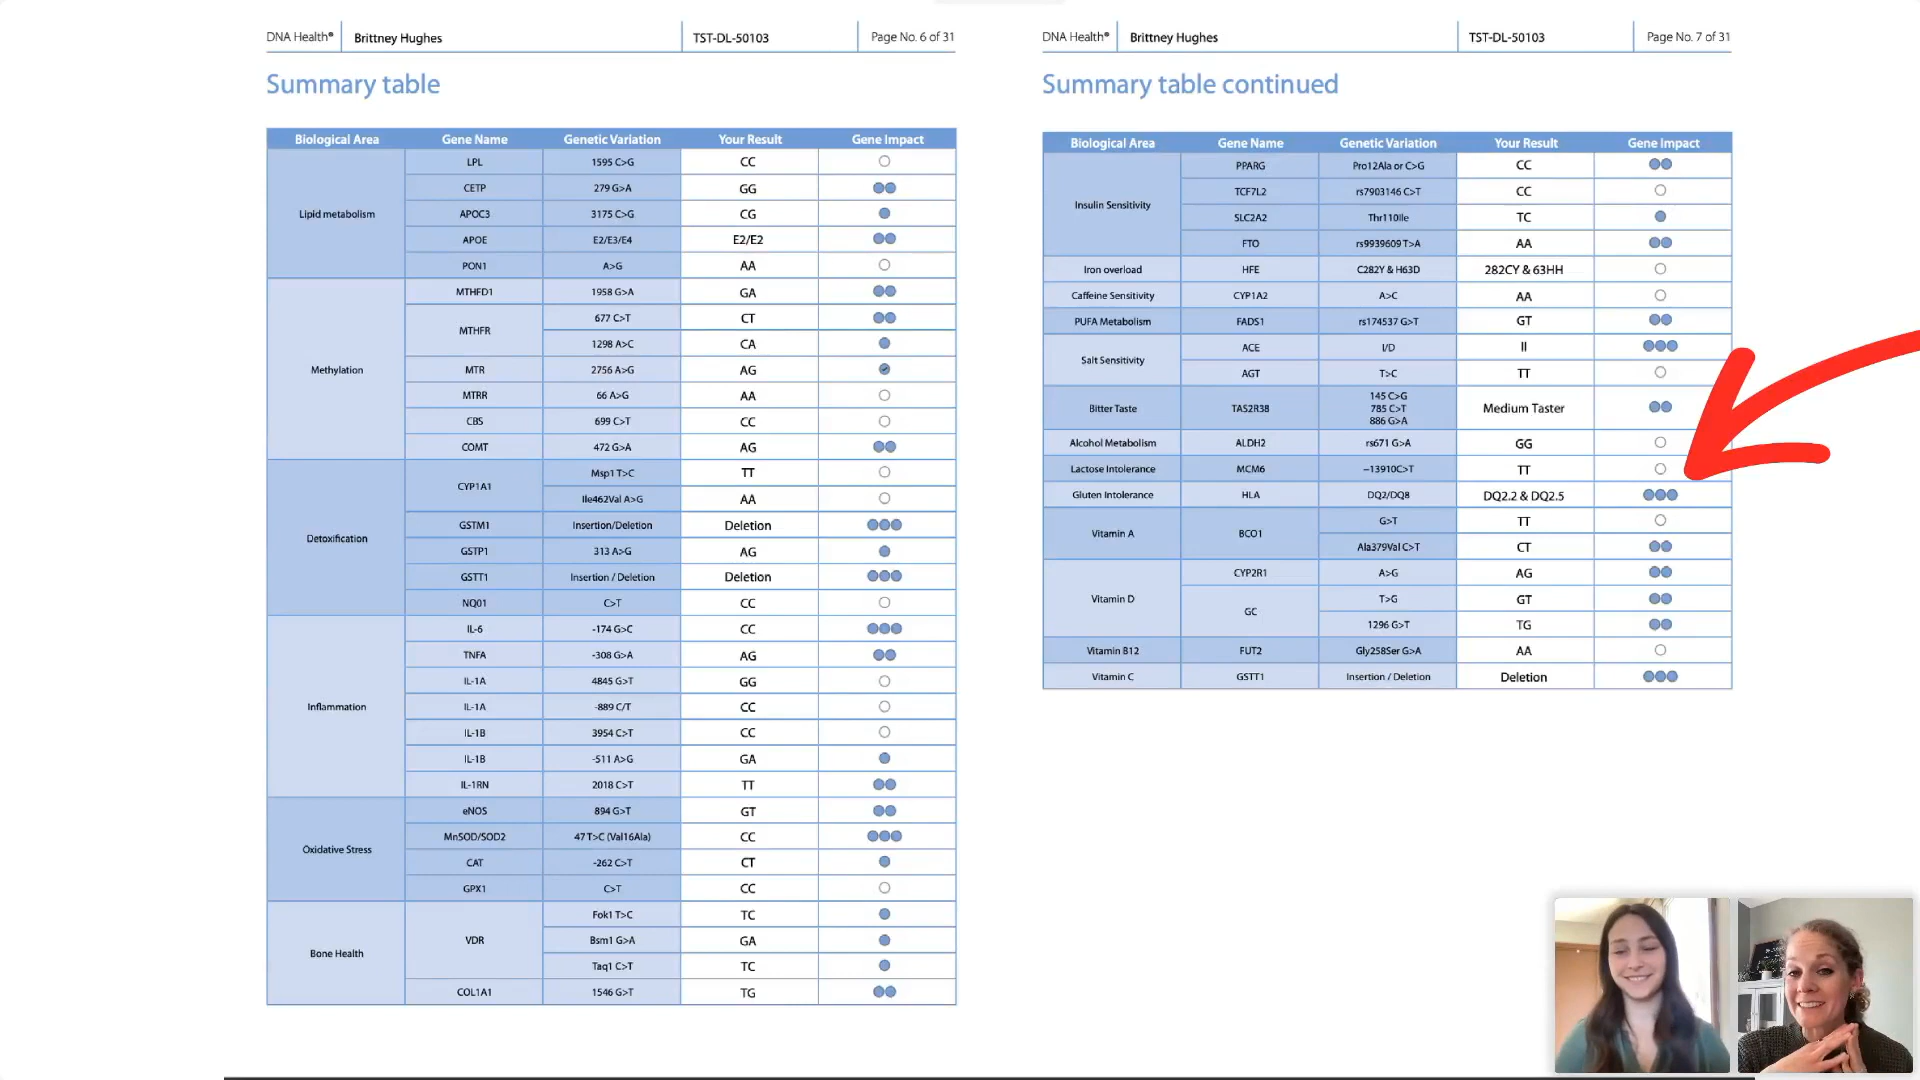 DNA Health® Brittney Hughes TST-DL-50103 Page No. 6 of 31
Summary table
Biological Area Gene Name Genetic Variation Your Result Gene Impact
Lipid metabolism
LPL 1595 C>G CC
CETP 279 G>A GG
APOC3 3175 C>G CG
APOE E2/E3/E4 E2/E2
PON1 A>G AA
Methylation
MTHFD1 1958 G>A GA
MTHFR 677 C>T CT
1298 A>C CA
MTR 2756 A>G AG
MTRR 66 A>G AA
CBS 699 C>T CC
COMT 472 G>A AG
Detoxification
CYP1A1 Msp1 T>C TT
Ile462Val A>G AA
GSTM1 Insertion/Deletion Deletion
GSTP1 313 A>G AG
GSTT1 Insertion / Deletion Deletion
NQ01 C>T CC
Inflammation
IL-6 -174 G>C CC
TNFA -308 G>A AG
IL-1A 4845 G>T GG
IL-1A -889 C/T CC
IL-1B 3954 C>T CC
IL-1B -511 A>G GA
IL-1RN 2018 C>T TT
Oxidative Stress
eNOS 894 G>T GT
MnSOD/SOD2 47 T>C (Val16Ala) CC
CAT -262 C>T CT
GPX1 C>T CC
Bone Health
VDR Fok1 T>C TC
Bsm1 G>A GA
Taq1 C>T TC
COL1A1 1546 G>T TG
DNA Health® Brittney Hughes TST-DL-50103 Page No. 7 of 31
Summary table continued
Biological Area Gene Name Genetic Variation Your Result Gene Impact
Insulin Sensitivity
PPARG Pro12Ala or C>G CC
TCF7L2 rs7903146 C>T CC
SLC2A2 Thr110Ile TC
FTO rs9939609 T>A AA
Iron overload HFE C282Y & H63D 282CY & 63HH
Caffeine Sensitivity CYP1A2 A>C AA
PUFA Metabolism FADS1 rs174537 G>T GT
Salt Sensitivity
ACE I/D II
AGT T>C TT
Bitter Taste TAS2R38
145 C>G
785 C>T
886 G>A
Medium Taster
Alcohol Metabolism ALDH2 rs671 G>A GG
Lactose Intolerance MCM6 –13910C>T TT
Gluten Intolerance HLA DQ2/DQ8 DQ2.2 & DQ2.5
Vitamin A BCO1
G>T TT
Ala379Val C>T CT
Vitamin D
CYP2R1 A>G AG
GC T>G GT
1296 G>T TG
Vitamin B12 FUT2 Gly258Ser G>A AA
Vitamin C GSTT1 Insertion / Deletion Deletion